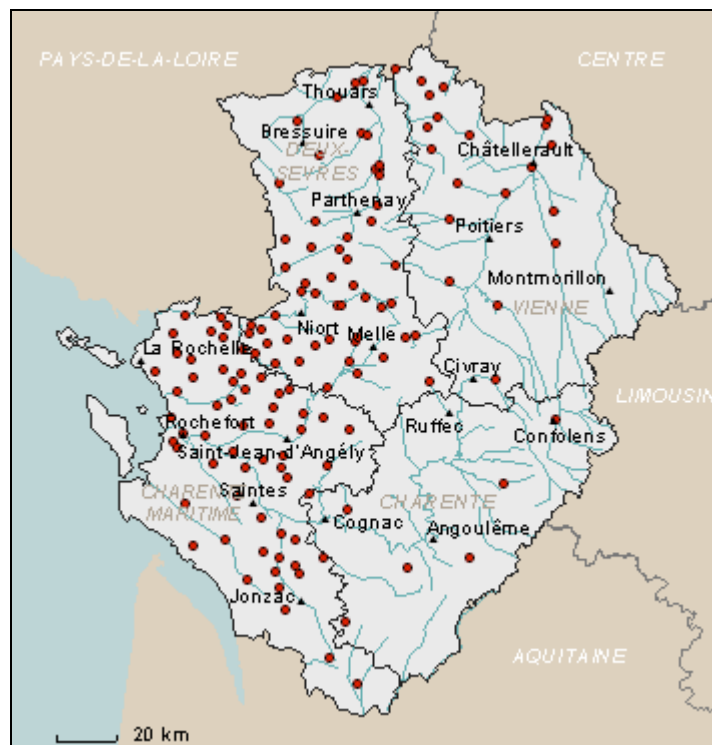 PAYS-DE-LA-LOIRE
CENTRE
Thouars
Bressuire
DEUX-
SEVRES
Châtellerault
Parthenay
Poitiers
Montmorillon
VIENNE
Niort
Melle
La Rochelle
Civray
LIMOUSIN
Rochefort
Ruffec
Confolens
Saint-Jean-d'Angély
CHARENTE
MARITIME
Saintes
CHARENTE
Cognac
Angoulême
Jonzac
AQUITAINE
20 km